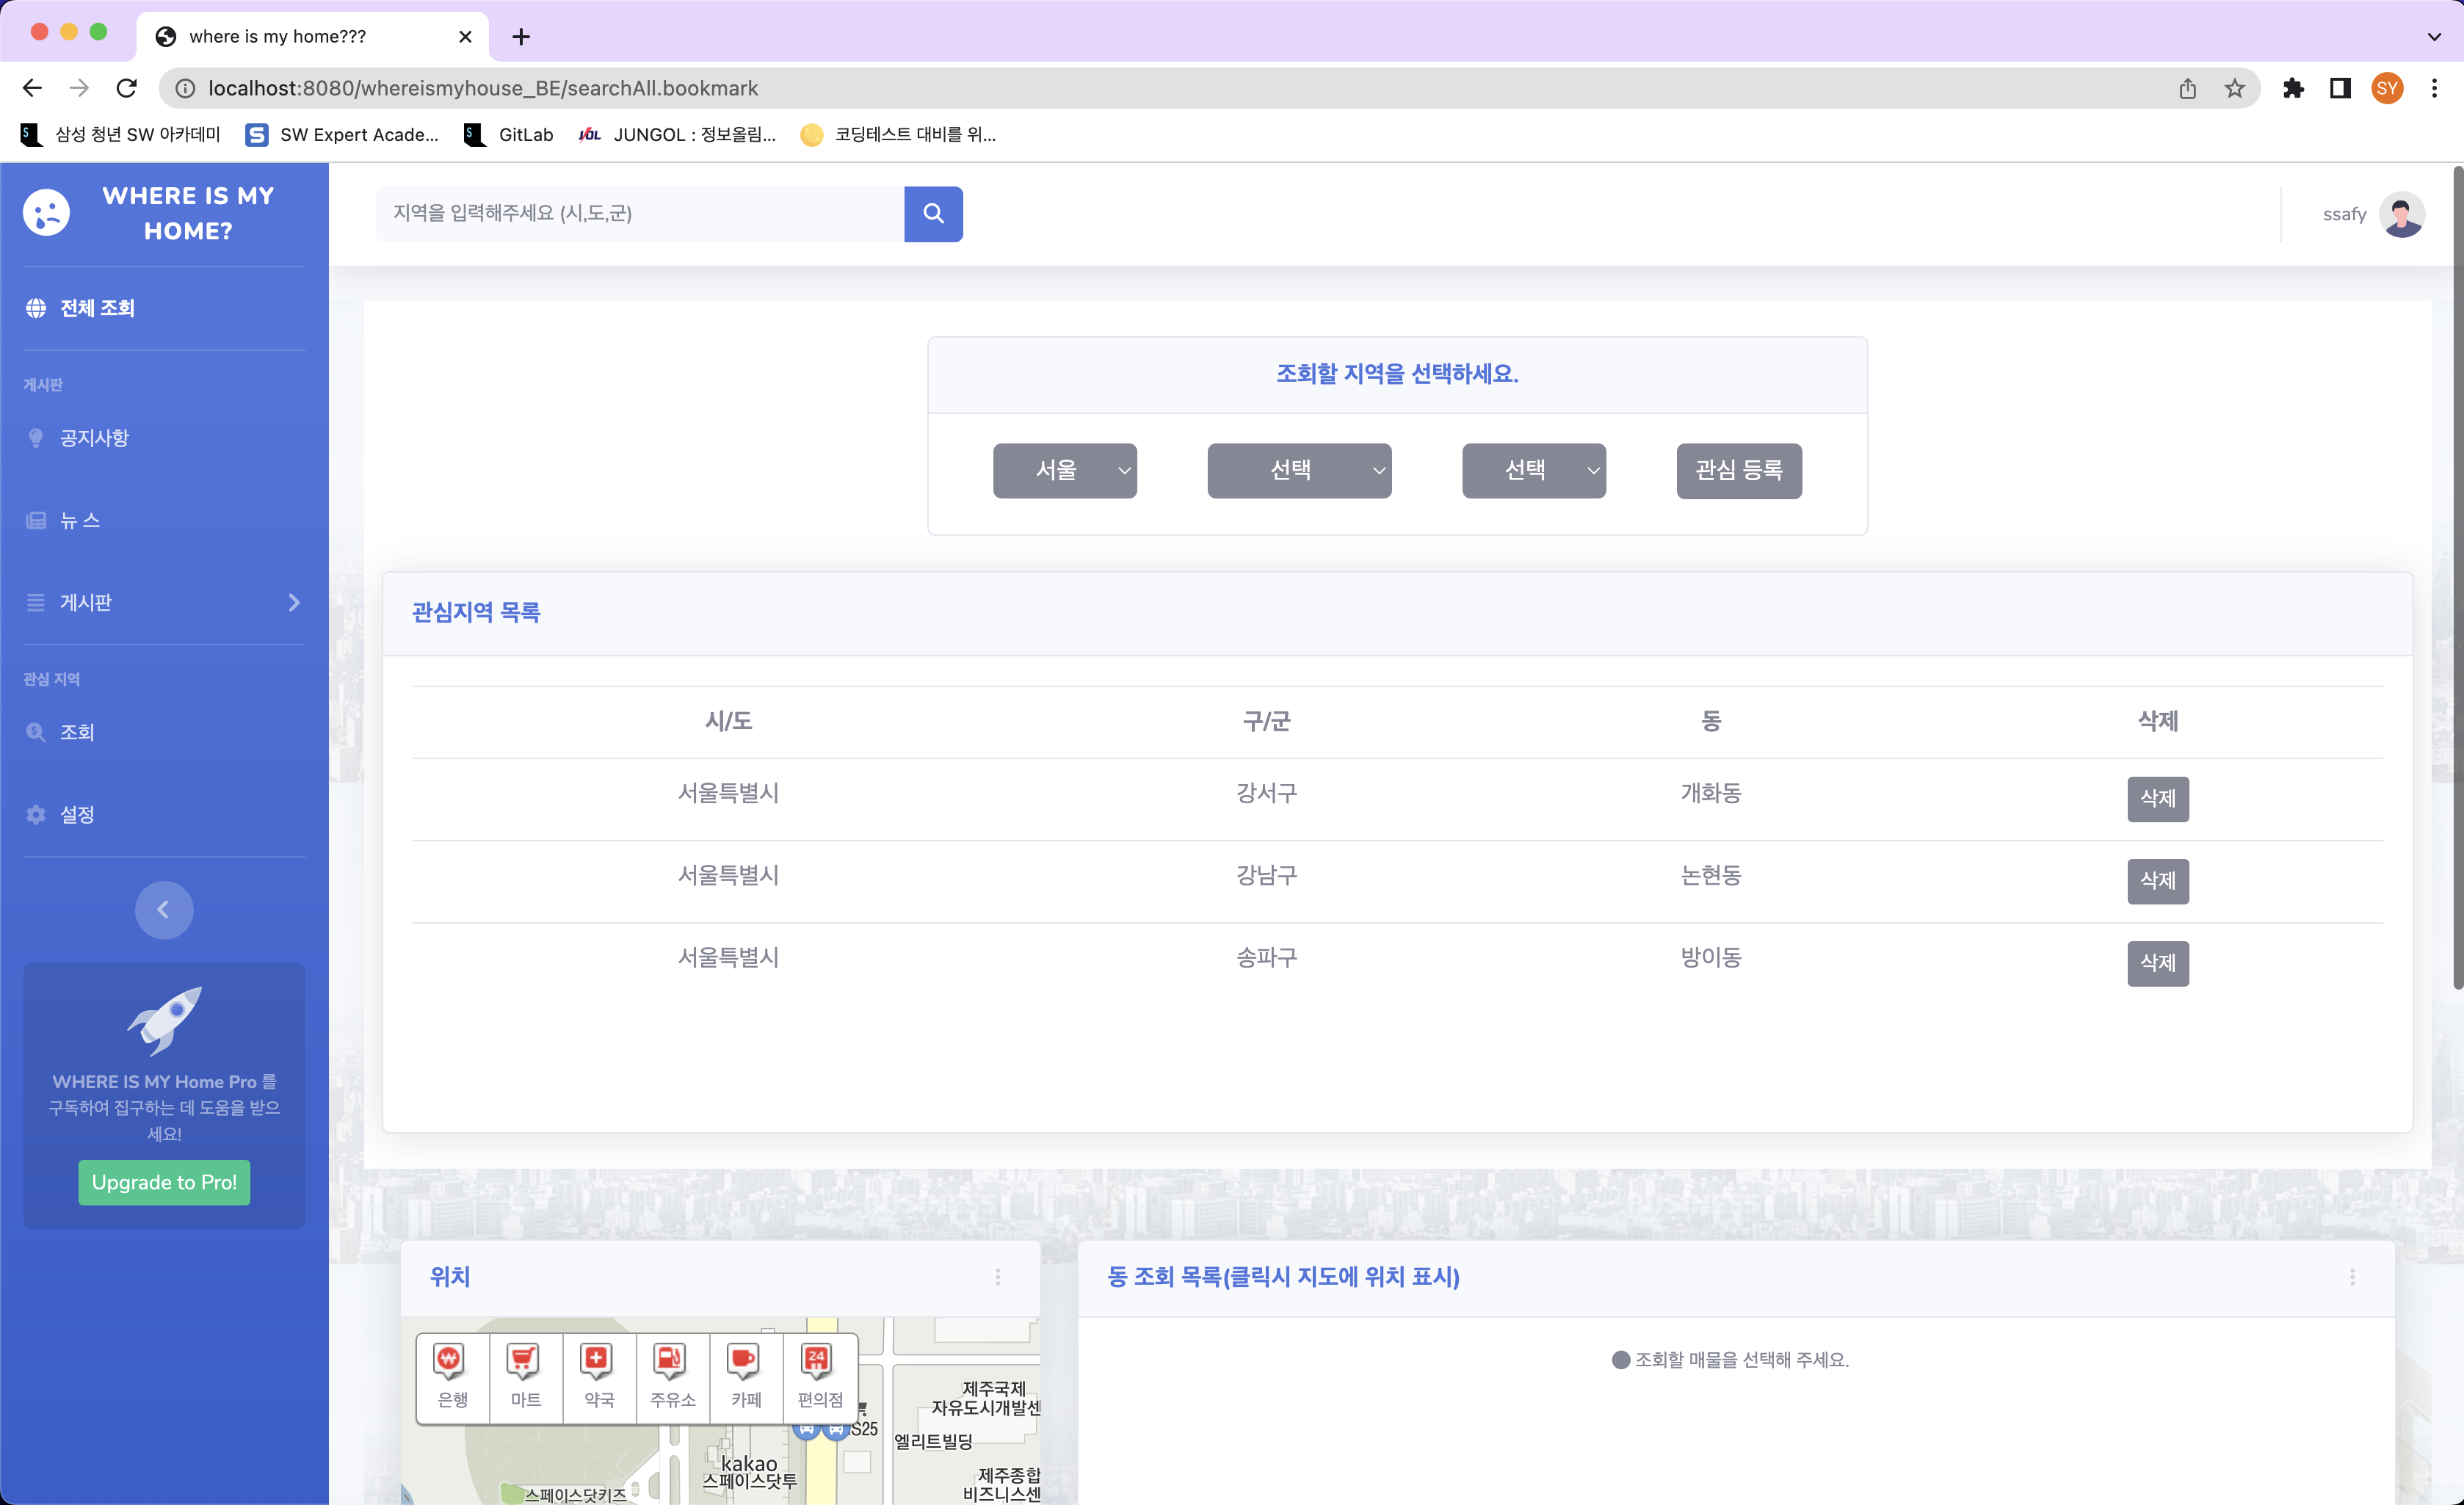 where is my home???
localhost:8080/whereismyhouse_BE/searchAll.bookmark
SY
삼성 청년 SW 아카데미
SW Expert Acade...
GitLab
JUNGOL : 정보올림...
코딩테스트 대비를 위...
WHERE IS MY
HOME?
지역을 입력해주세요 (시,도,군)
ssafy
전체 조회
게시판
공지사항
뉴 스
게시판
관심 지역
조회
설정
WHERE IS MY Home Pro 를
구독하여 집구하는 데 도움을 받으
세요!
Upgrade to Pro!
조회할 지역을 선택하세요.
서울 선택 선택 관심 등록
관심지역 목록
시/도 구/군 동 삭제
서울특별시 강서구 개화동 삭제
서울특별시 강남구 논현동 삭제
서울특별시 송파구 방이동 삭제
위치
은행 마트 약국 주유소 카페 편의점
24
S25
제주국제
자유도시개발센
엘리트빌딩
kakao
스페이스닷투
제주종합
비즈니스센
스페이스닷키즈
동 조회 목록(클릭시 지도에 위치 표시)
조회할 매물을 선택해 주세요.